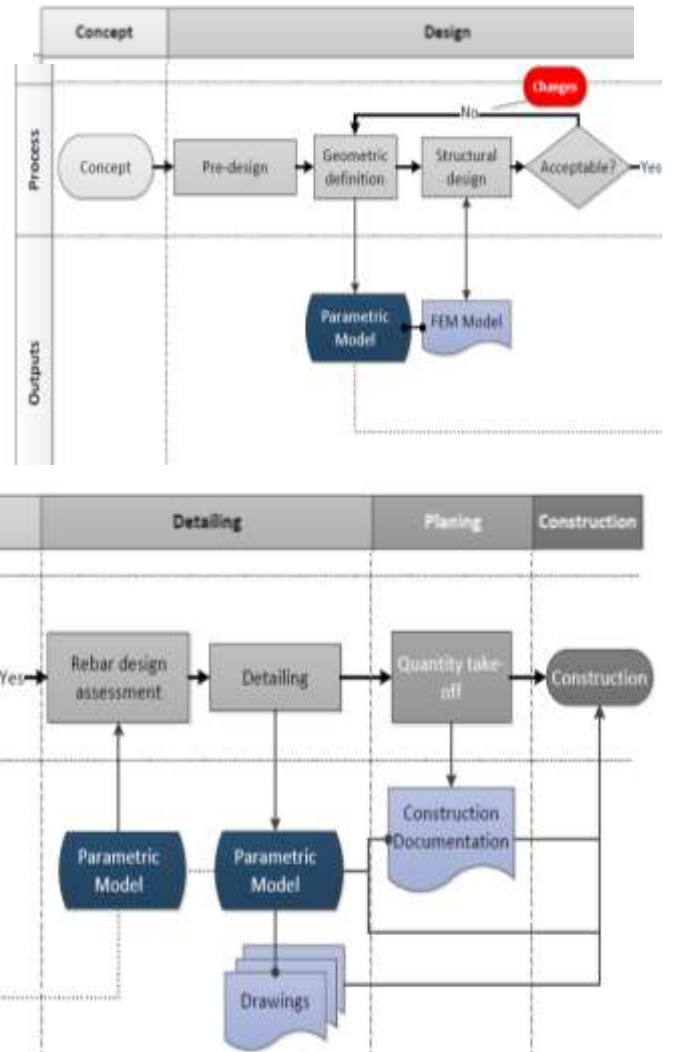 Concept
Design
Process
Changes
No
Concept
Pre-design
Geometric
definition
Structural
design
Acceptable?
Yes
Outputs
Parametric
Model
FEM Model
Detailing
Planing
Construction
Yes
Rebar design
assessment
Detailing
Quantity take-
off
Construction
Parametric
Model
Parametric
Model
Construction
Documentation
Drawings